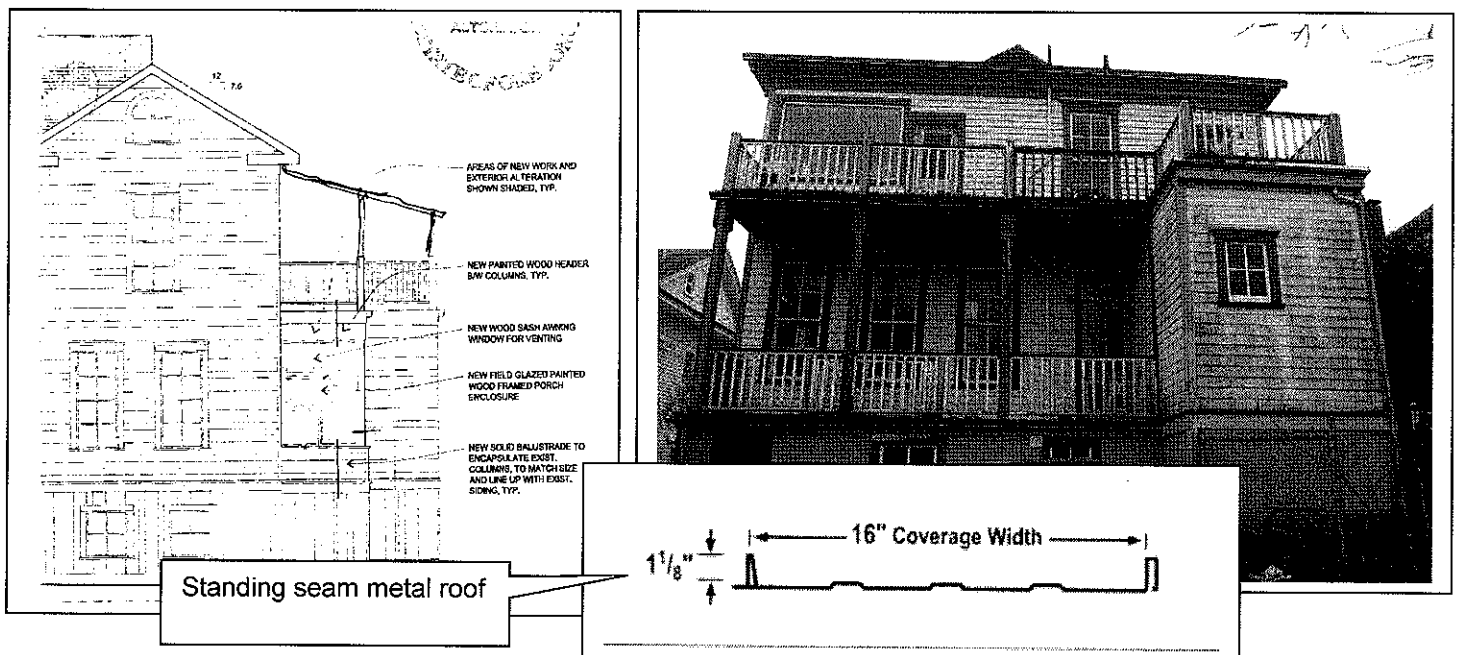 12
7.0
AREAS OF NEW WORK AND
EXTERIOR ALTERATION
SHOWN SHADED, TYP.
NEW PAINTED WOOD HEADER
B/W COLUMNS, TYP.
NEW WOOD SASH AWNING
WINDOW FOR VENTING
NEW FIELD GLAZED PAINTED
WOOD FRAMED PORCH
ENCLOSURE
NEW SOLID BALUSTRADE TO
ENCAPSULATE EXIST.
COLUMNS, TO MATCH SIZE
AND LINE UP WITH EXIST.
SIDING, TYP.
Standing seam metal roof
16" Coverage Width
1 1/8"